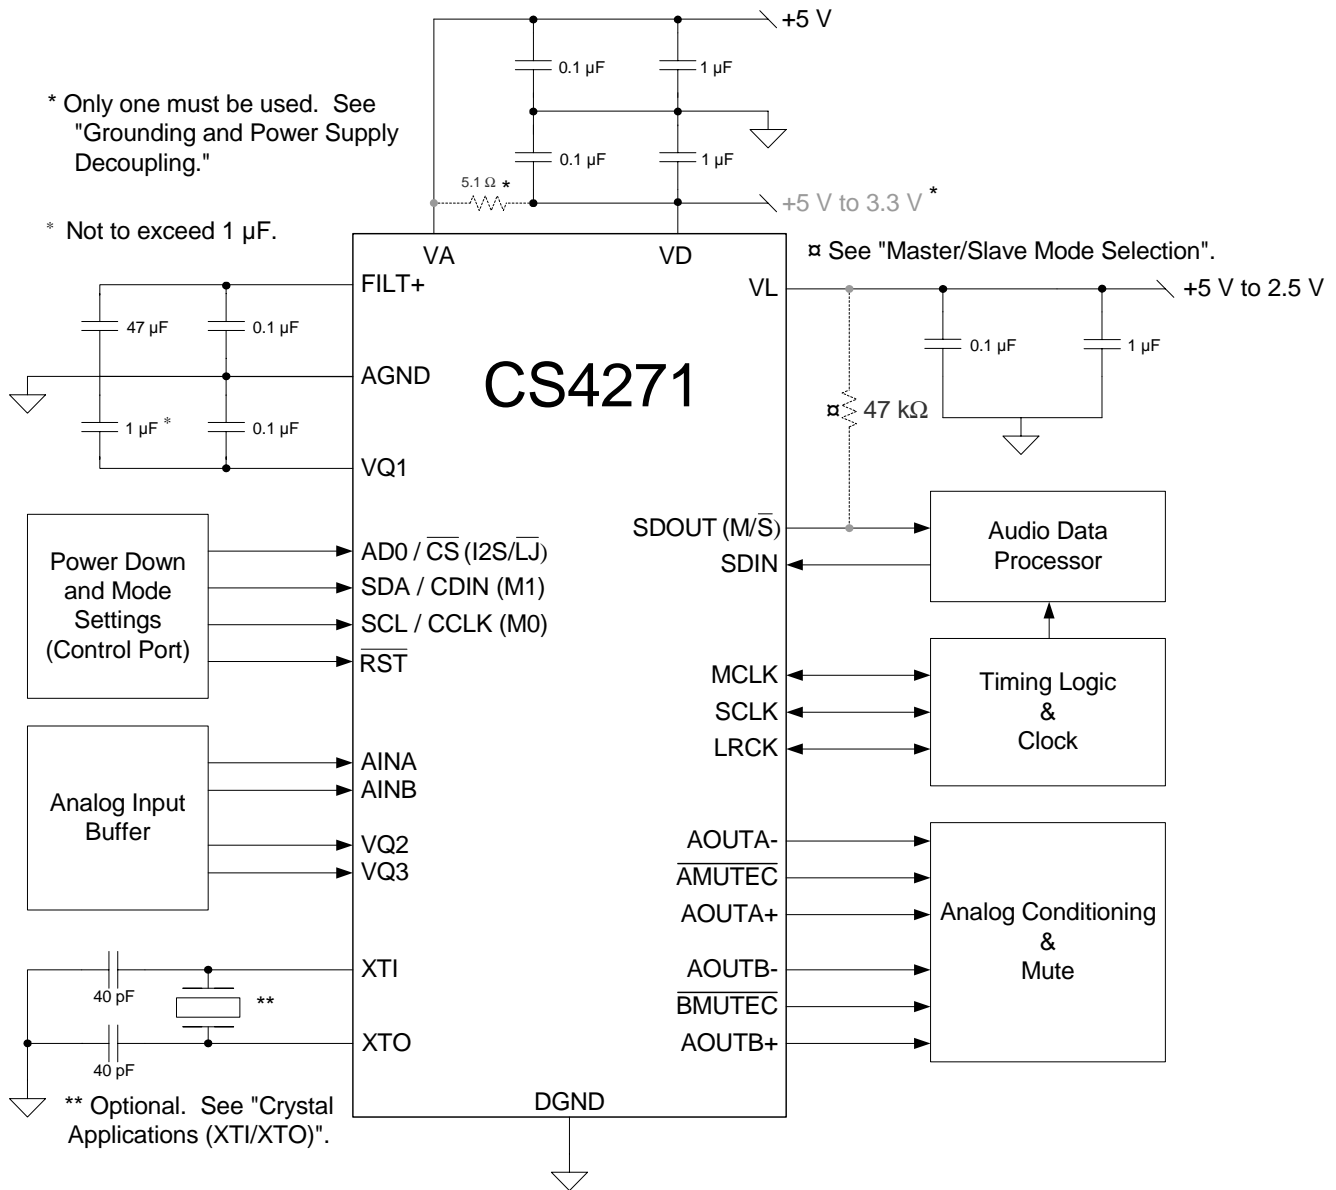 +5 V
0.1 µF
1 µF
* Only one must be used. See
"Grounding and Power Supply
Decoupling."
0.1 µF
1 µF
5.1 Ω *
+5 V to 3.3 V *
* Not to exceed 1 µF.
VA
VD
¤ See "Master/Slave Mode Selection".
FILT+
VL
+5 V to 2.5 V
47 µF
0.1 µF
0.1 µF
1 µF
AGND
CS4271
¤ 47 kΩ
1 µF *
0.1 µF
VQ1
Power Down
and Mode
Settings
(Control Port)
AD0 / C̅S̅ (I2S/L̅J̅)
SDA / CDIN (M1)
SCL / CCLK (M0)
R̅S̅T̅
SDOUT (M/S̅)
SDIN
Audio Data
Processor
MCLK
SCLK
LRCK
Timing Logic
&
Clock
Analog Input
Buffer
AINA
AINB
VQ2
VQ3
AOUTA-
A̅M̅U̅T̅E̅C̅
AOUTA+
AOUTB-
B̅M̅U̅T̅E̅C̅
AOUTB+
Analog Conditioning
&
Mute
XTI
40 pF
**
XTO
40 pF
** Optional. See "Crystal
Applications (XTI/XTO)".
DGND